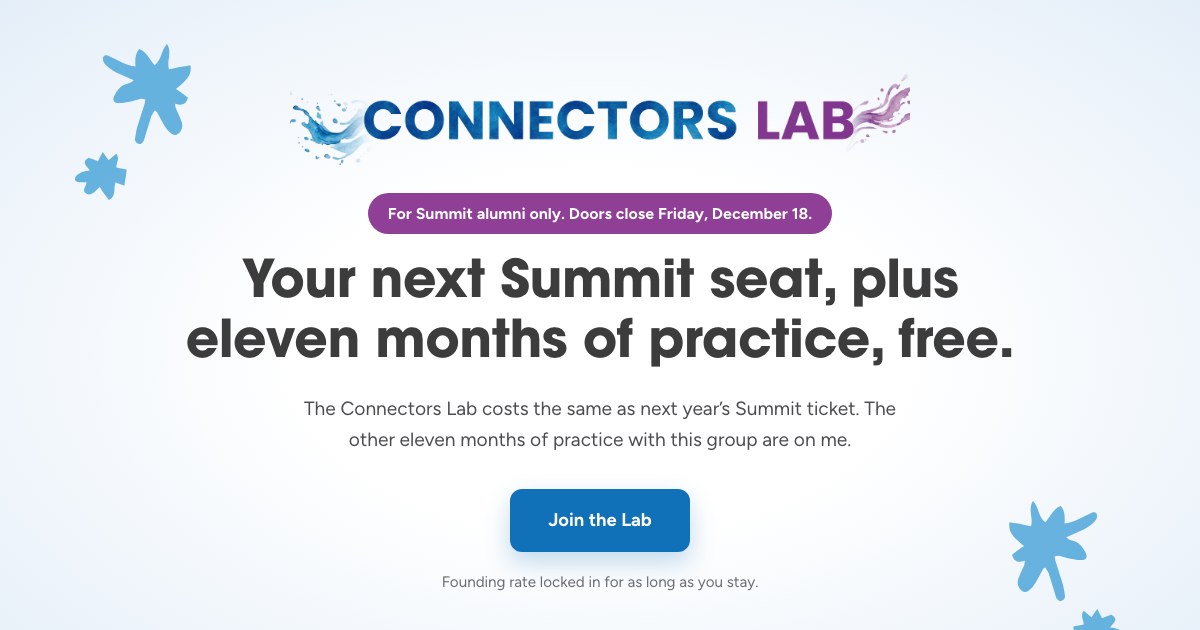 CONNECTORS LAB
For Summit alumni only. Doors close Friday, December 18.
Your next Summit seat, plus
eleven months of practice, free.
The Connectors Lab costs the same as next year’s Summit ticket. The
other eleven months of practice with this group are on me.
Join the Lab
Founding rate locked in for as long as you stay.